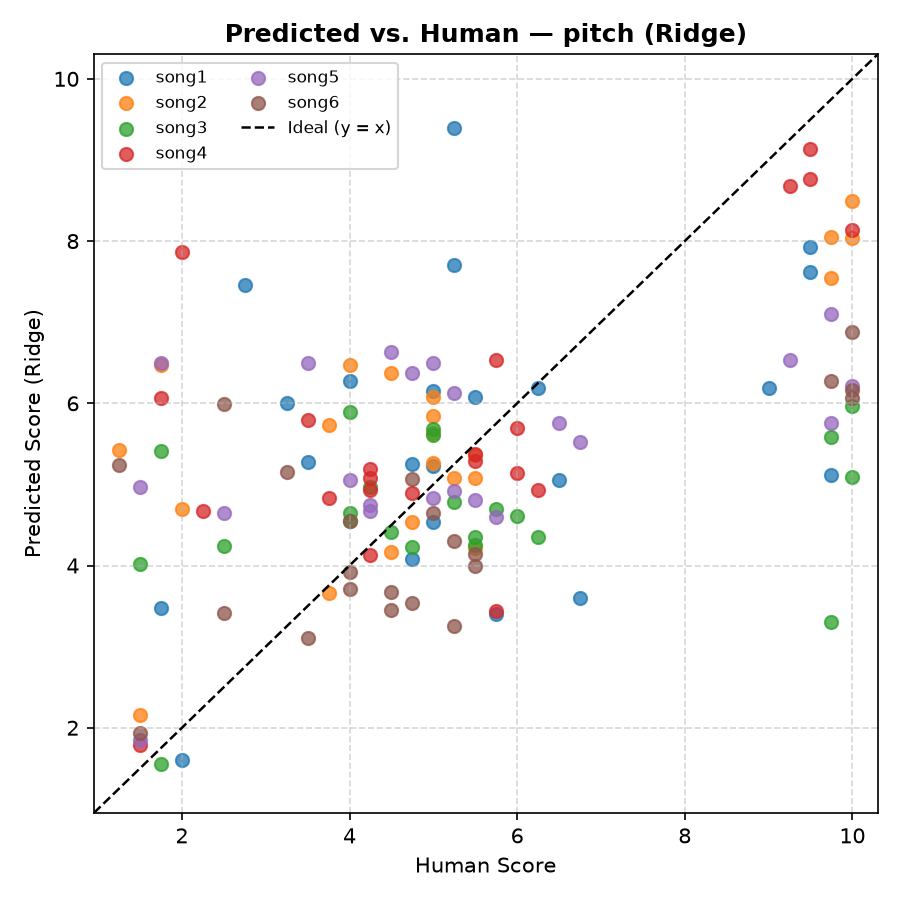 Predicted vs. Human — pitch (Ridge)
song1
song2
song3
song4
song5
song6
Ideal (y = x)
Predicted Score (Ridge)
10
8
6
4
2
2 4 6 8 10
Human Score